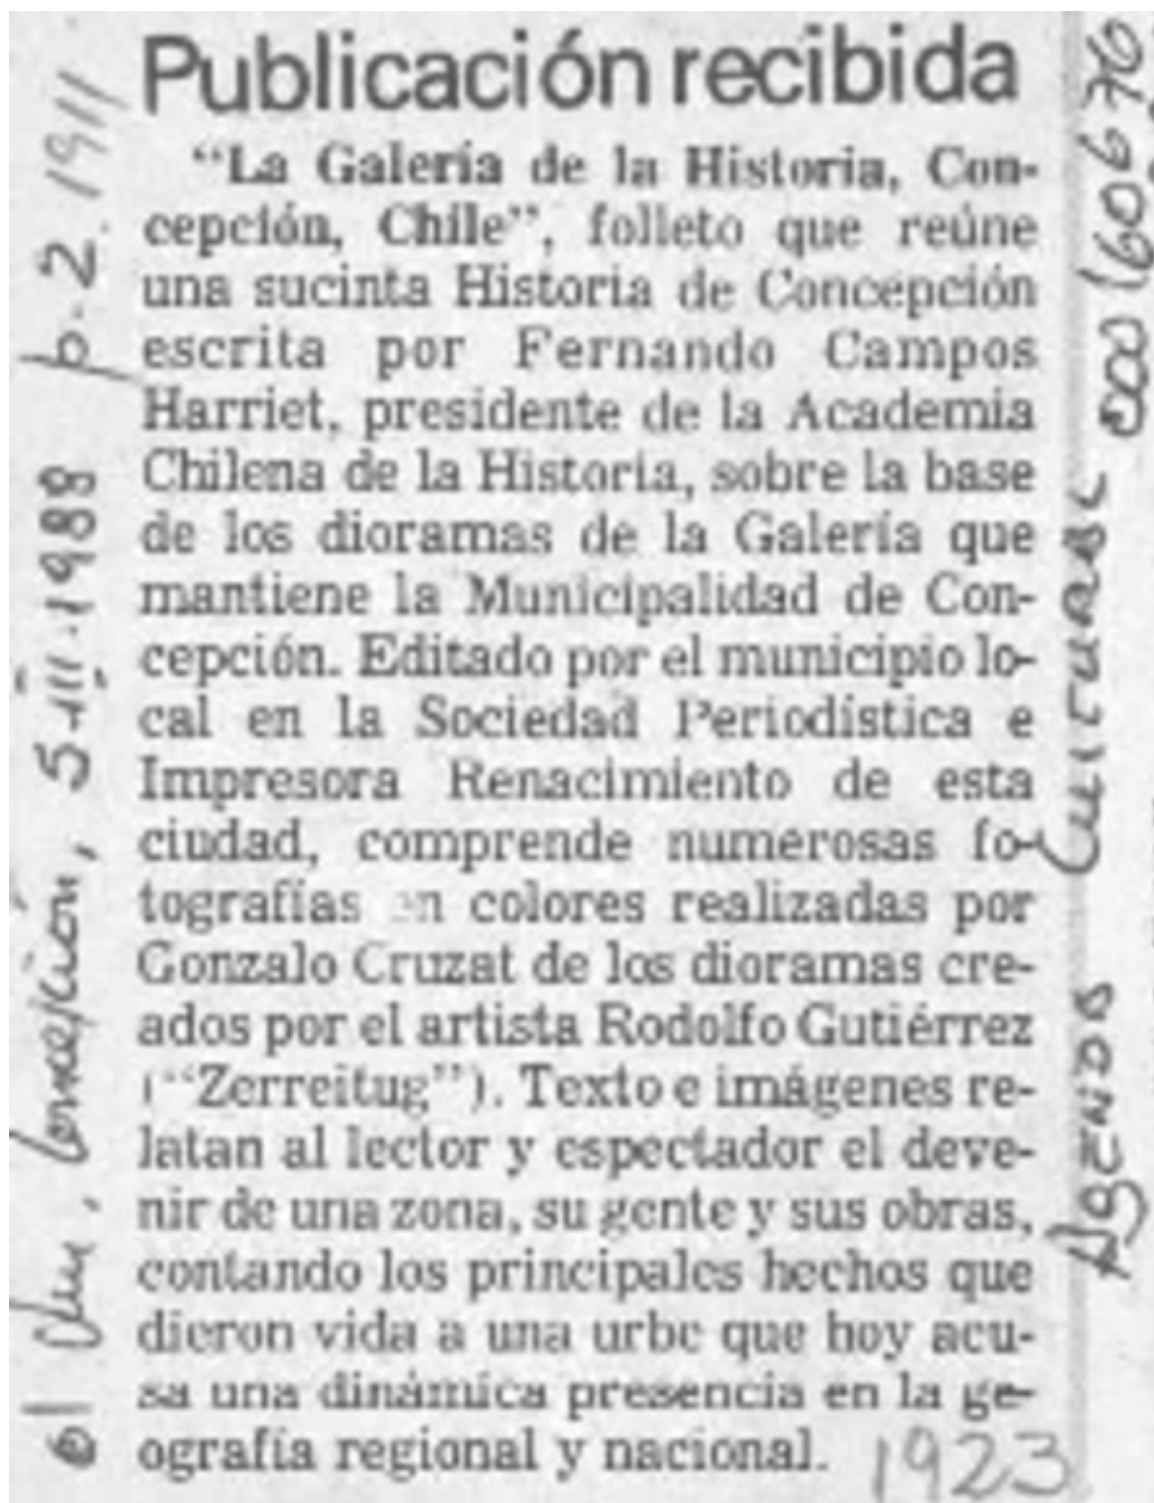 Publicación recibida
“La Galería de la Historia, Con-
cepción, Chile”, folleto que reúne
una sucinta Historia de Concepción
escrita por Fernando Campos
Harriet, presidente de la Academia
Chilena de la Historia, sobre la base
de los dioramas de la Galería que
mantiene la Municipalidad de Con-
cepción. Editado por el municipio lo-
cal en la Sociedad Periodística e
Impresora Renacimiento de esta
ciudad, comprende numerosas fo-
tografías en colores realizadas por
Gonzalo Cruzat de los dioramas cre-
ados por el artista Rodolfo Gutiérrez
(“Zerreitug”). Texto e imágenes re-
latan al lector y espectador el deve-
nir de una zona, su gente y sus obras,
contando los principales hechos que
dieron vida a una urbe que hoy acu-
sa una dinámica presencia en la ge-
ografía regional y nacional.
1923
el Sur, Concepción, 5-III-1988 p. 2. 1911
AGENDA CULTURAL 000160676